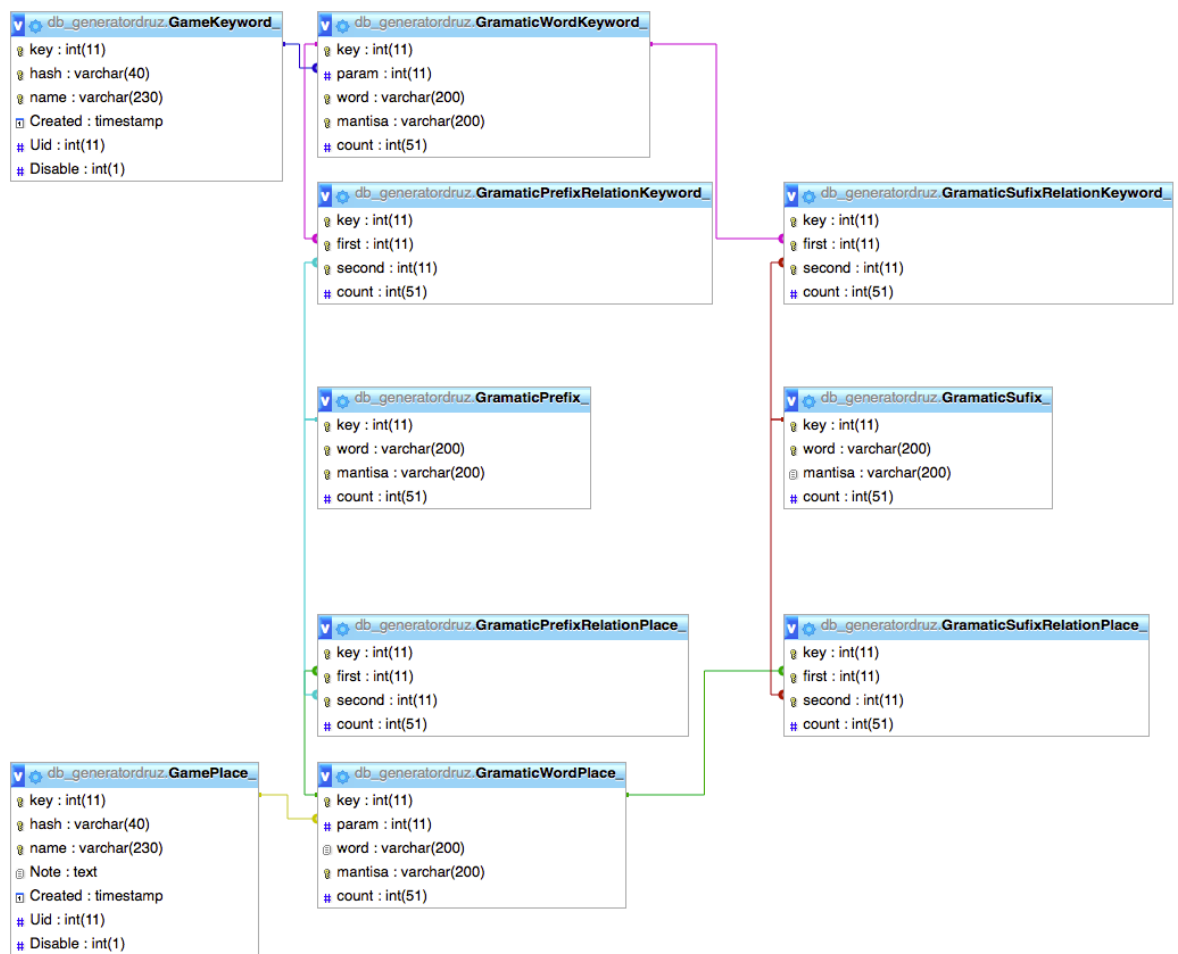 db_generatordruz.GameKeyword_
key : int(11)
hash : varchar(40)
name : varchar(230)
Created : timestamp
Uid : int(11)
Disable : int(1)
db_generatordruz.GramaticWordKeyword_
key : int(11)
param : int(11)
word : varchar(200)
mantisa : varchar(200)
count : int(51)
db_generatordruz.GramaticPrefixRelationKeyword_
key : int(11)
first : int(11)
second : int(11)
count : int(51)
db_generatordruz.GramaticSufixRelationKeyword_
key : int(11)
first : int(11)
second : int(11)
count : int(51)
db_generatordruz.GramaticPrefix_
key : int(11)
word : varchar(200)
mantisa : varchar(200)
count : int(51)
db_generatordruz.GramaticSufix_
key : int(11)
word : varchar(200)
mantisa : varchar(200)
count : int(51)
db_generatordruz.GramaticPrefixRelationPlace_
key : int(11)
first : int(11)
second : int(11)
count : int(51)
db_generatordruz.GramaticSufixRelationPlace_
key : int(11)
first : int(11)
second : int(11)
count : int(51)
db_generatordruz.GamePlace_
key : int(11)
hash : varchar(40)
name : varchar(230)
Note : text
Created : timestamp
Uid : int(11)
Disable : int(1)
db_generatordruz.GramaticWordPlace_
key : int(11)
param : int(11)
word : varchar(200)
mantisa : varchar(200)
count : int(51)